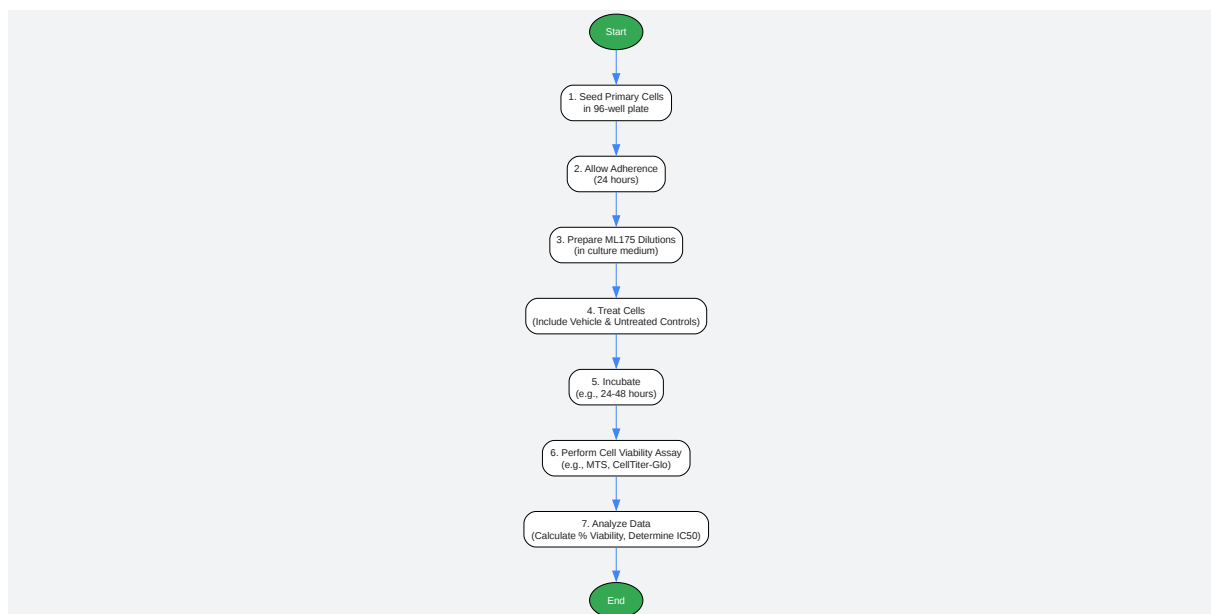 Start
1. Seed Primary Cells
in 96-well plate
2. Allow Adherence
(24 hours)
3. Prepare ML175 Dilutions
(in culture medium)
4. Treat Cells
(Include Vehicle & Untreated Controls)
5. Incubate
(e.g., 24-48 hours)
6. Perform Cell Viability Assay
(e.g., MTS, CellTiter-Glo)
7. Analyze Data
(Calculate % Viability, Determine IC50)
End